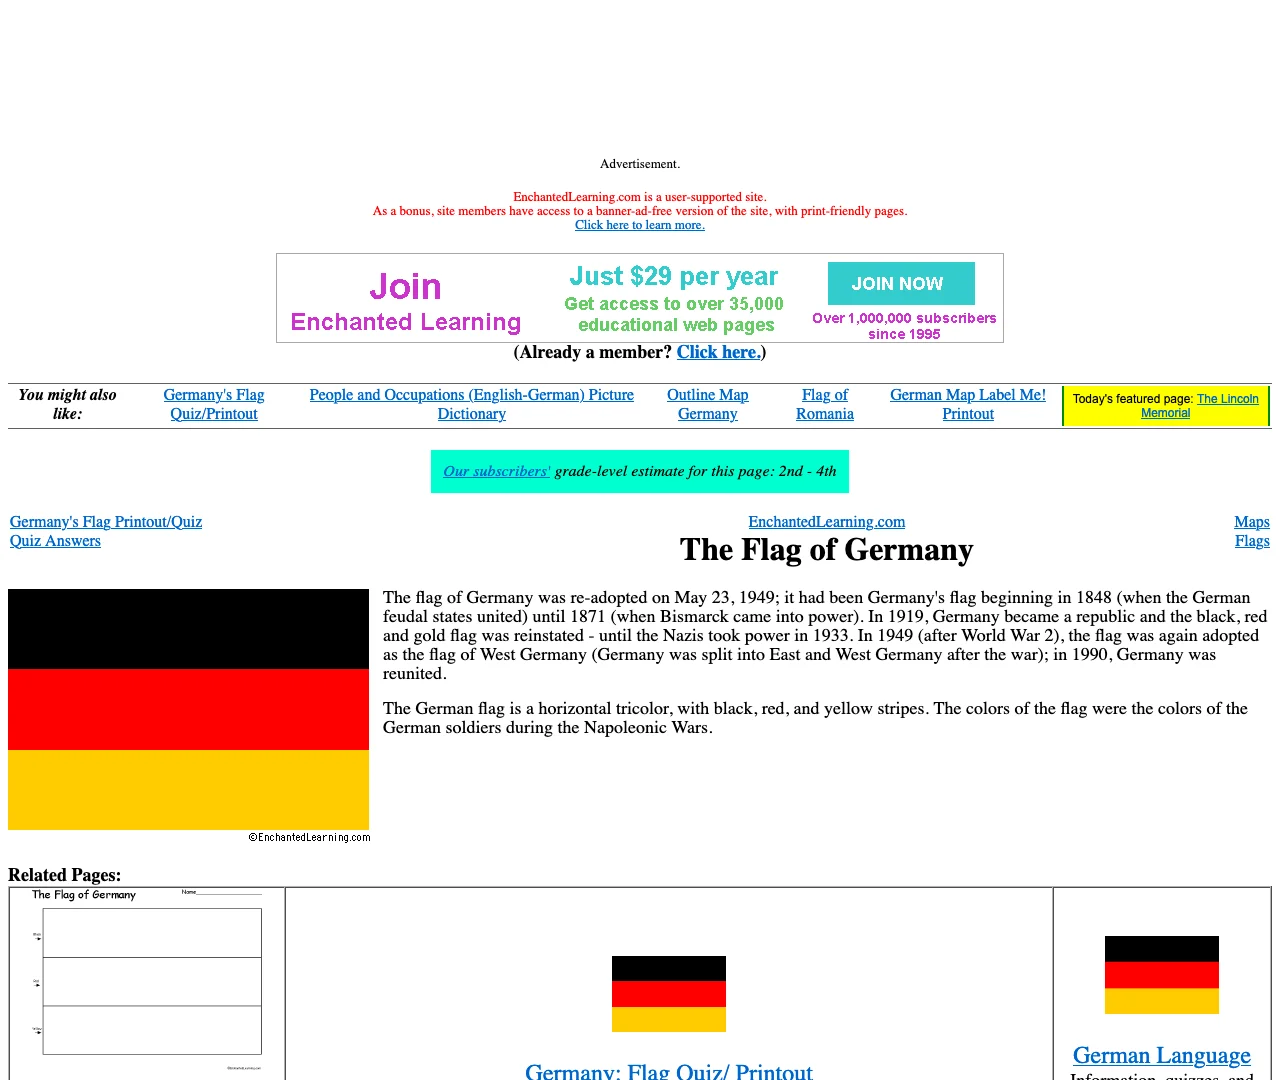 Advertisement.
EnchantedLearning.com is a user-supported site.
As a bonus, site members have access to a banner-ad-free version of the site, with print-friendly pages.
Click here to learn more.
Join
Enchanted Learning
Just $29 per year
Get access to over 35,000
educational web pages
JOIN NOW
Over 1,000,000 subscribers
since 1995
(Already a member? Click here.)
You might also
like:
Germany's Flag
Quiz/Printout
People and Occupations (English-German) Picture
Dictionary
Outline Map
Germany
Flag of
Romania
German Map Label Me!
Printout
Today's featured page: The Lincoln
Memorial
Our subscribers' grade-level estimate for this page: 2nd - 4th
Germany's Flag Printout/Quiz
Quiz Answers
EnchantedLearning.com
The Flag of Germany
Maps
Flags
The flag of Germany was re-adopted on May 23, 1949; it had been Germany's flag beginning in 1848 (when the German
feudal states united) until 1871 (when Bismarck came into power). In 1919, Germany became a republic and the black, red
and gold flag was reinstated - until the Nazis took power in 1933. In 1949 (after World War 2), the flag was again adopted
as the flag of West Germany (Germany was split into East and West Germany after the war); in 1990, Germany was
reunited.
The German flag is a horizontal tricolor, with black, red, and yellow stripes. The colors of the flag were the colors of the
German soldiers during the Napoleonic Wars.
©EnchantedLearning.com
Related Pages:
The Flag of Germany
Name
Germany: Flag Quiz/ Printout
German Language
Information, quizzes, and